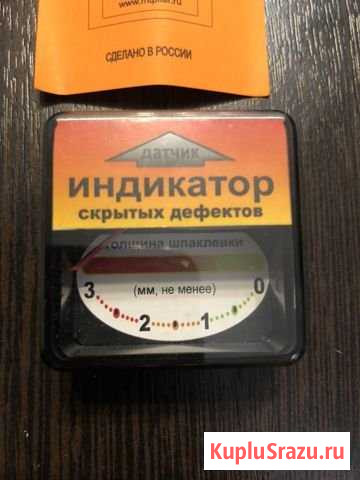 www.mpfilar.ru
СДЕЛАНО В РОССИИ
датчик
ИНДИКАТОР
скрытых дефектов
толщина шпаклевки
(мм, не менее)
3 2 1 0
KupluSrazu.ru